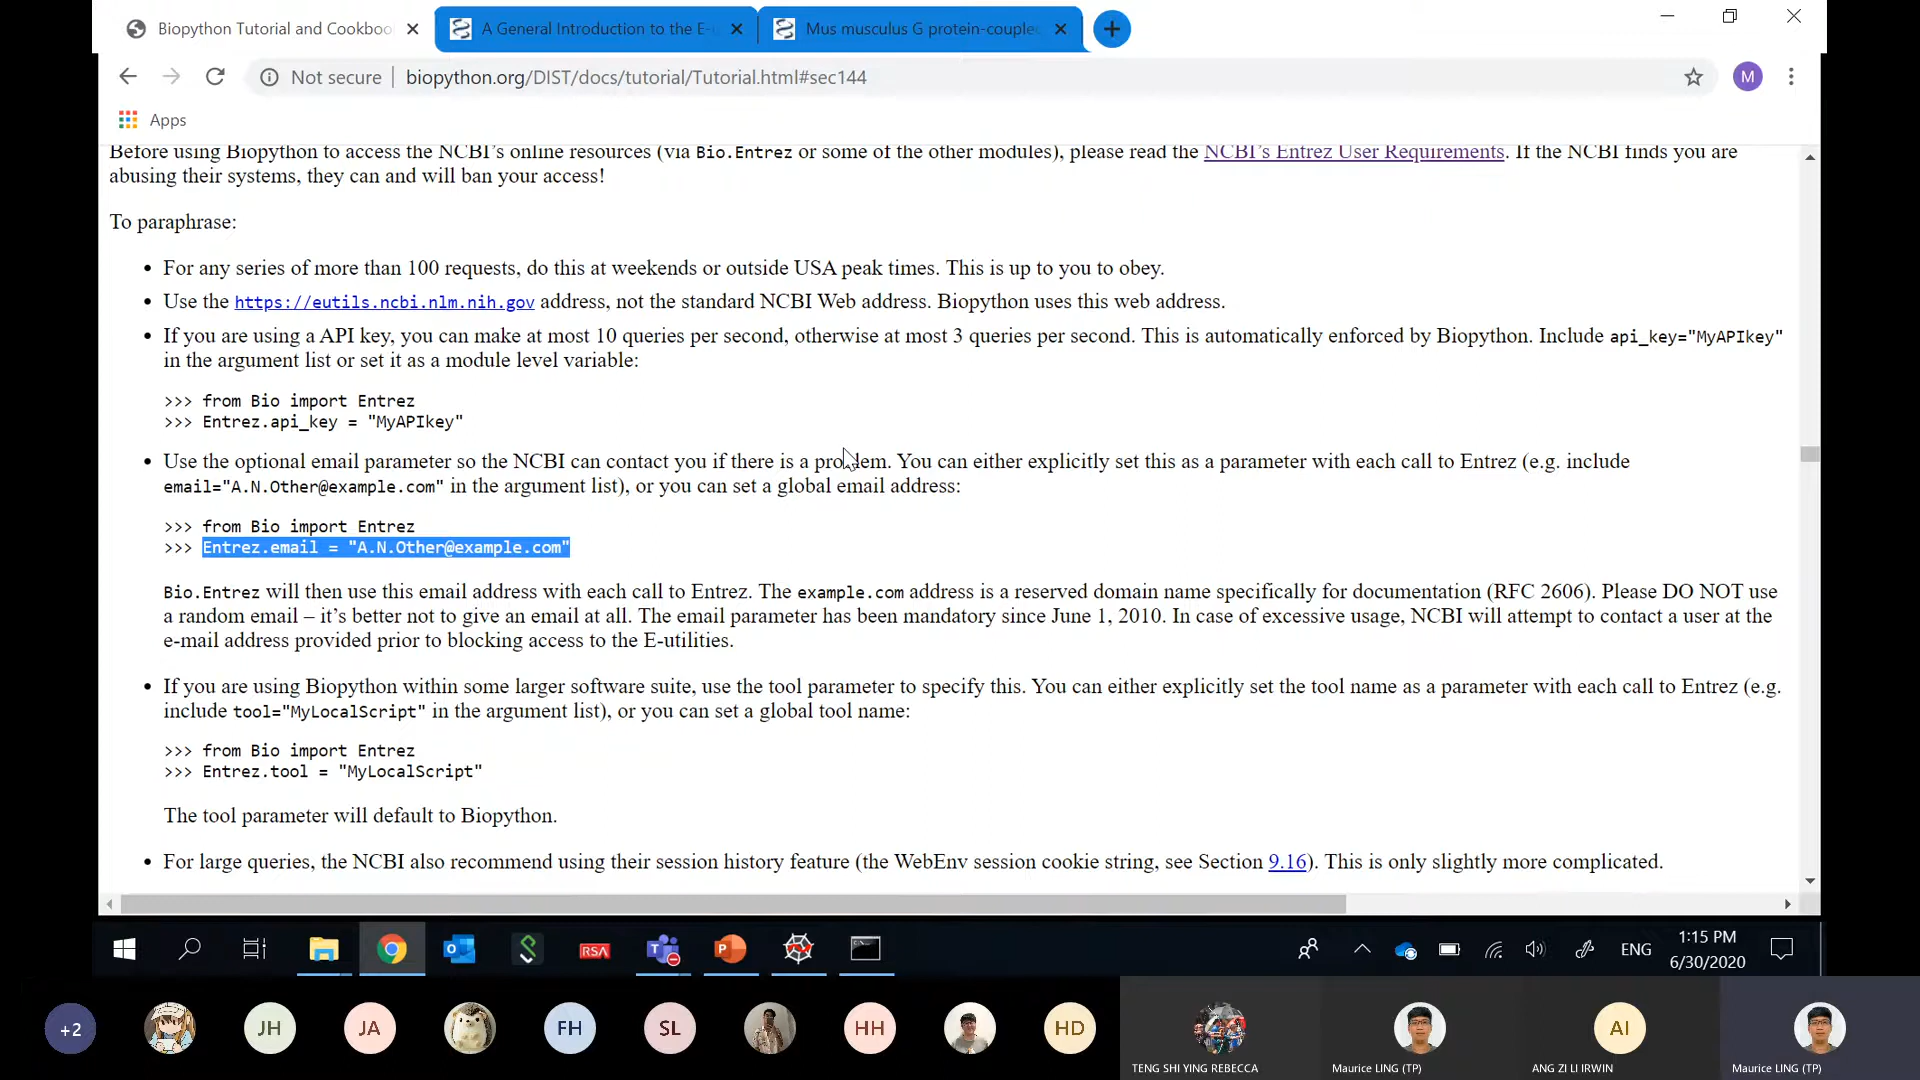 Biopython Tutorial and Cookboo
A General Introduction to the E-u
Mus musculus G protein-couple
Not secure
biopython.org/DIST/docs/tutorial/Tutorial.html#sec144
M
Apps
Before using Biopython to access the NCBI's online resources (via Bio.Entrez or some of the other modules), please read the NCBI's Entrez User Requirements. If the NCBI finds you are
abusing their systems, they can and will ban your access!
To paraphrase:
• For any series of more than 100 requests, do this at weekends or outside USA peak times. This is up to you to obey.
• Use the https://eutils.ncbi.nlm.nih.gov address, not the standard NCBI Web address. Biopython uses this web address.
• If you are using a API key, you can make at most 10 queries per second, otherwise at most 3 queries per second. This is automatically enforced by Biopython. Include api_key="MyAPIkey"
in the argument list or set it as a module level variable:
>>> from Bio import Entrez
>>> Entrez.api_key = "MyAPIkey"
• Use the optional email parameter so the NCBI can contact you if there is a problem. You can either explicitly set this as a parameter with each call to Entrez (e.g. include
email="A.N.Other@example.com" in the argument list), or you can set a global email address:
>>> from Bio import Entrez
>>> Entrez.email = "A.N.Other@example.com"
Bio.Entrez will then use this email address with each call to Entrez. The example.com address is a reserved domain name specifically for documentation (RFC 2606). Please DO NOT use
a random email – it's better not to give an email at all. The email parameter has been mandatory since June 1, 2010. In case of excessive usage, NCBI will attempt to contact a user at the
e-mail address provided prior to blocking access to the E-utilities.
• If you are using Biopython within some larger software suite, use the tool parameter to specify this. You can either explicitly set the tool name as a parameter with each call to Entrez (e.g.
include tool="MyLocalScript" in the argument list), or you can set a global tool name:
>>> from Bio import Entrez
>>> Entrez.tool = "MyLocalScript"
The tool parameter will default to Biopython.
• For large queries, the NCBI also recommend using their session history feature (the WebEnv session cookie string, see Section 9.16). This is only slightly more complicated.
RSA
ENG
1:15 PM
6/30/2020
+2
JH
JA
FH
SL
HH
HD
AI
TENG SHI YING REBECCA
Maurice LING (TP)
ANG ZI LI IRWIN
Maurice LING (TP)